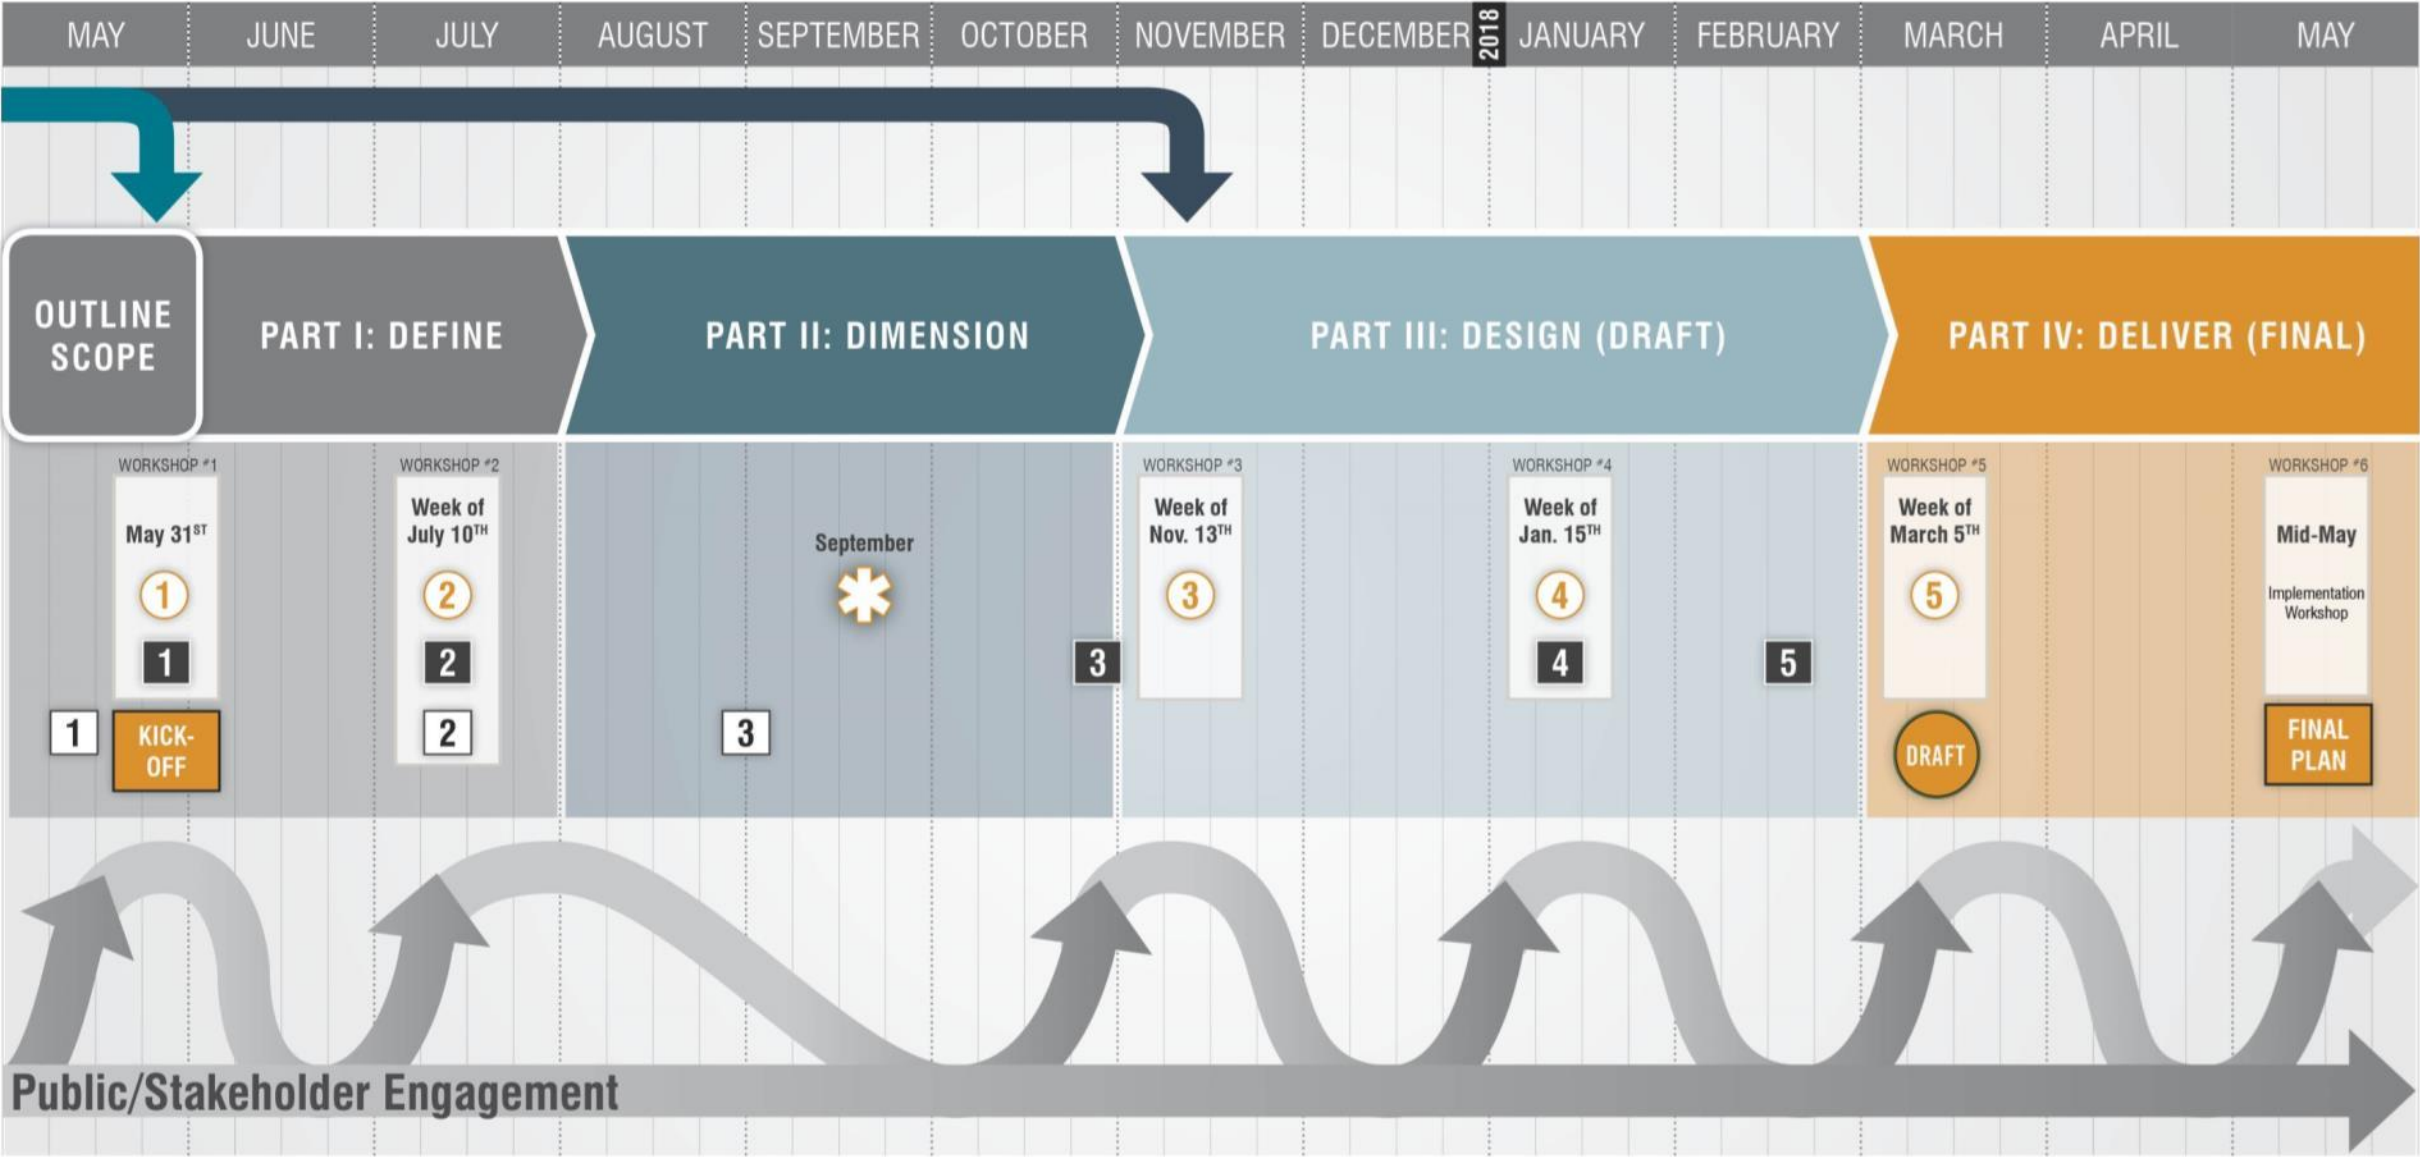 MAY JUNE JULY AUGUST SEPTEMBER OCTOBER NOVEMBER DECEMBER 2018 JANUARY FEBRUARY MARCH APRIL MAY
OUTLINE
SCOPE
PART I: DEFINE
PART II: DIMENSION
PART III: DESIGN (DRAFT)
PART IV: DELIVER (FINAL)
WORKSHOP #1
May 31ST
1
1
1
KICK-
OFF
WORKSHOP #2
Week of
July 10TH
2
2
2
September
*
3
3
WORKSHOP #3
Week of
Nov. 13TH
3
WORKSHOP #4
Week of
Jan. 15TH
4
4
5
WORKSHOP #5
Week of
March 5TH
5
DRAFT
WORKSHOP #6
Mid-May
Implementation
Workshop
FINAL
PLAN
Public/Stakeholder Engagement